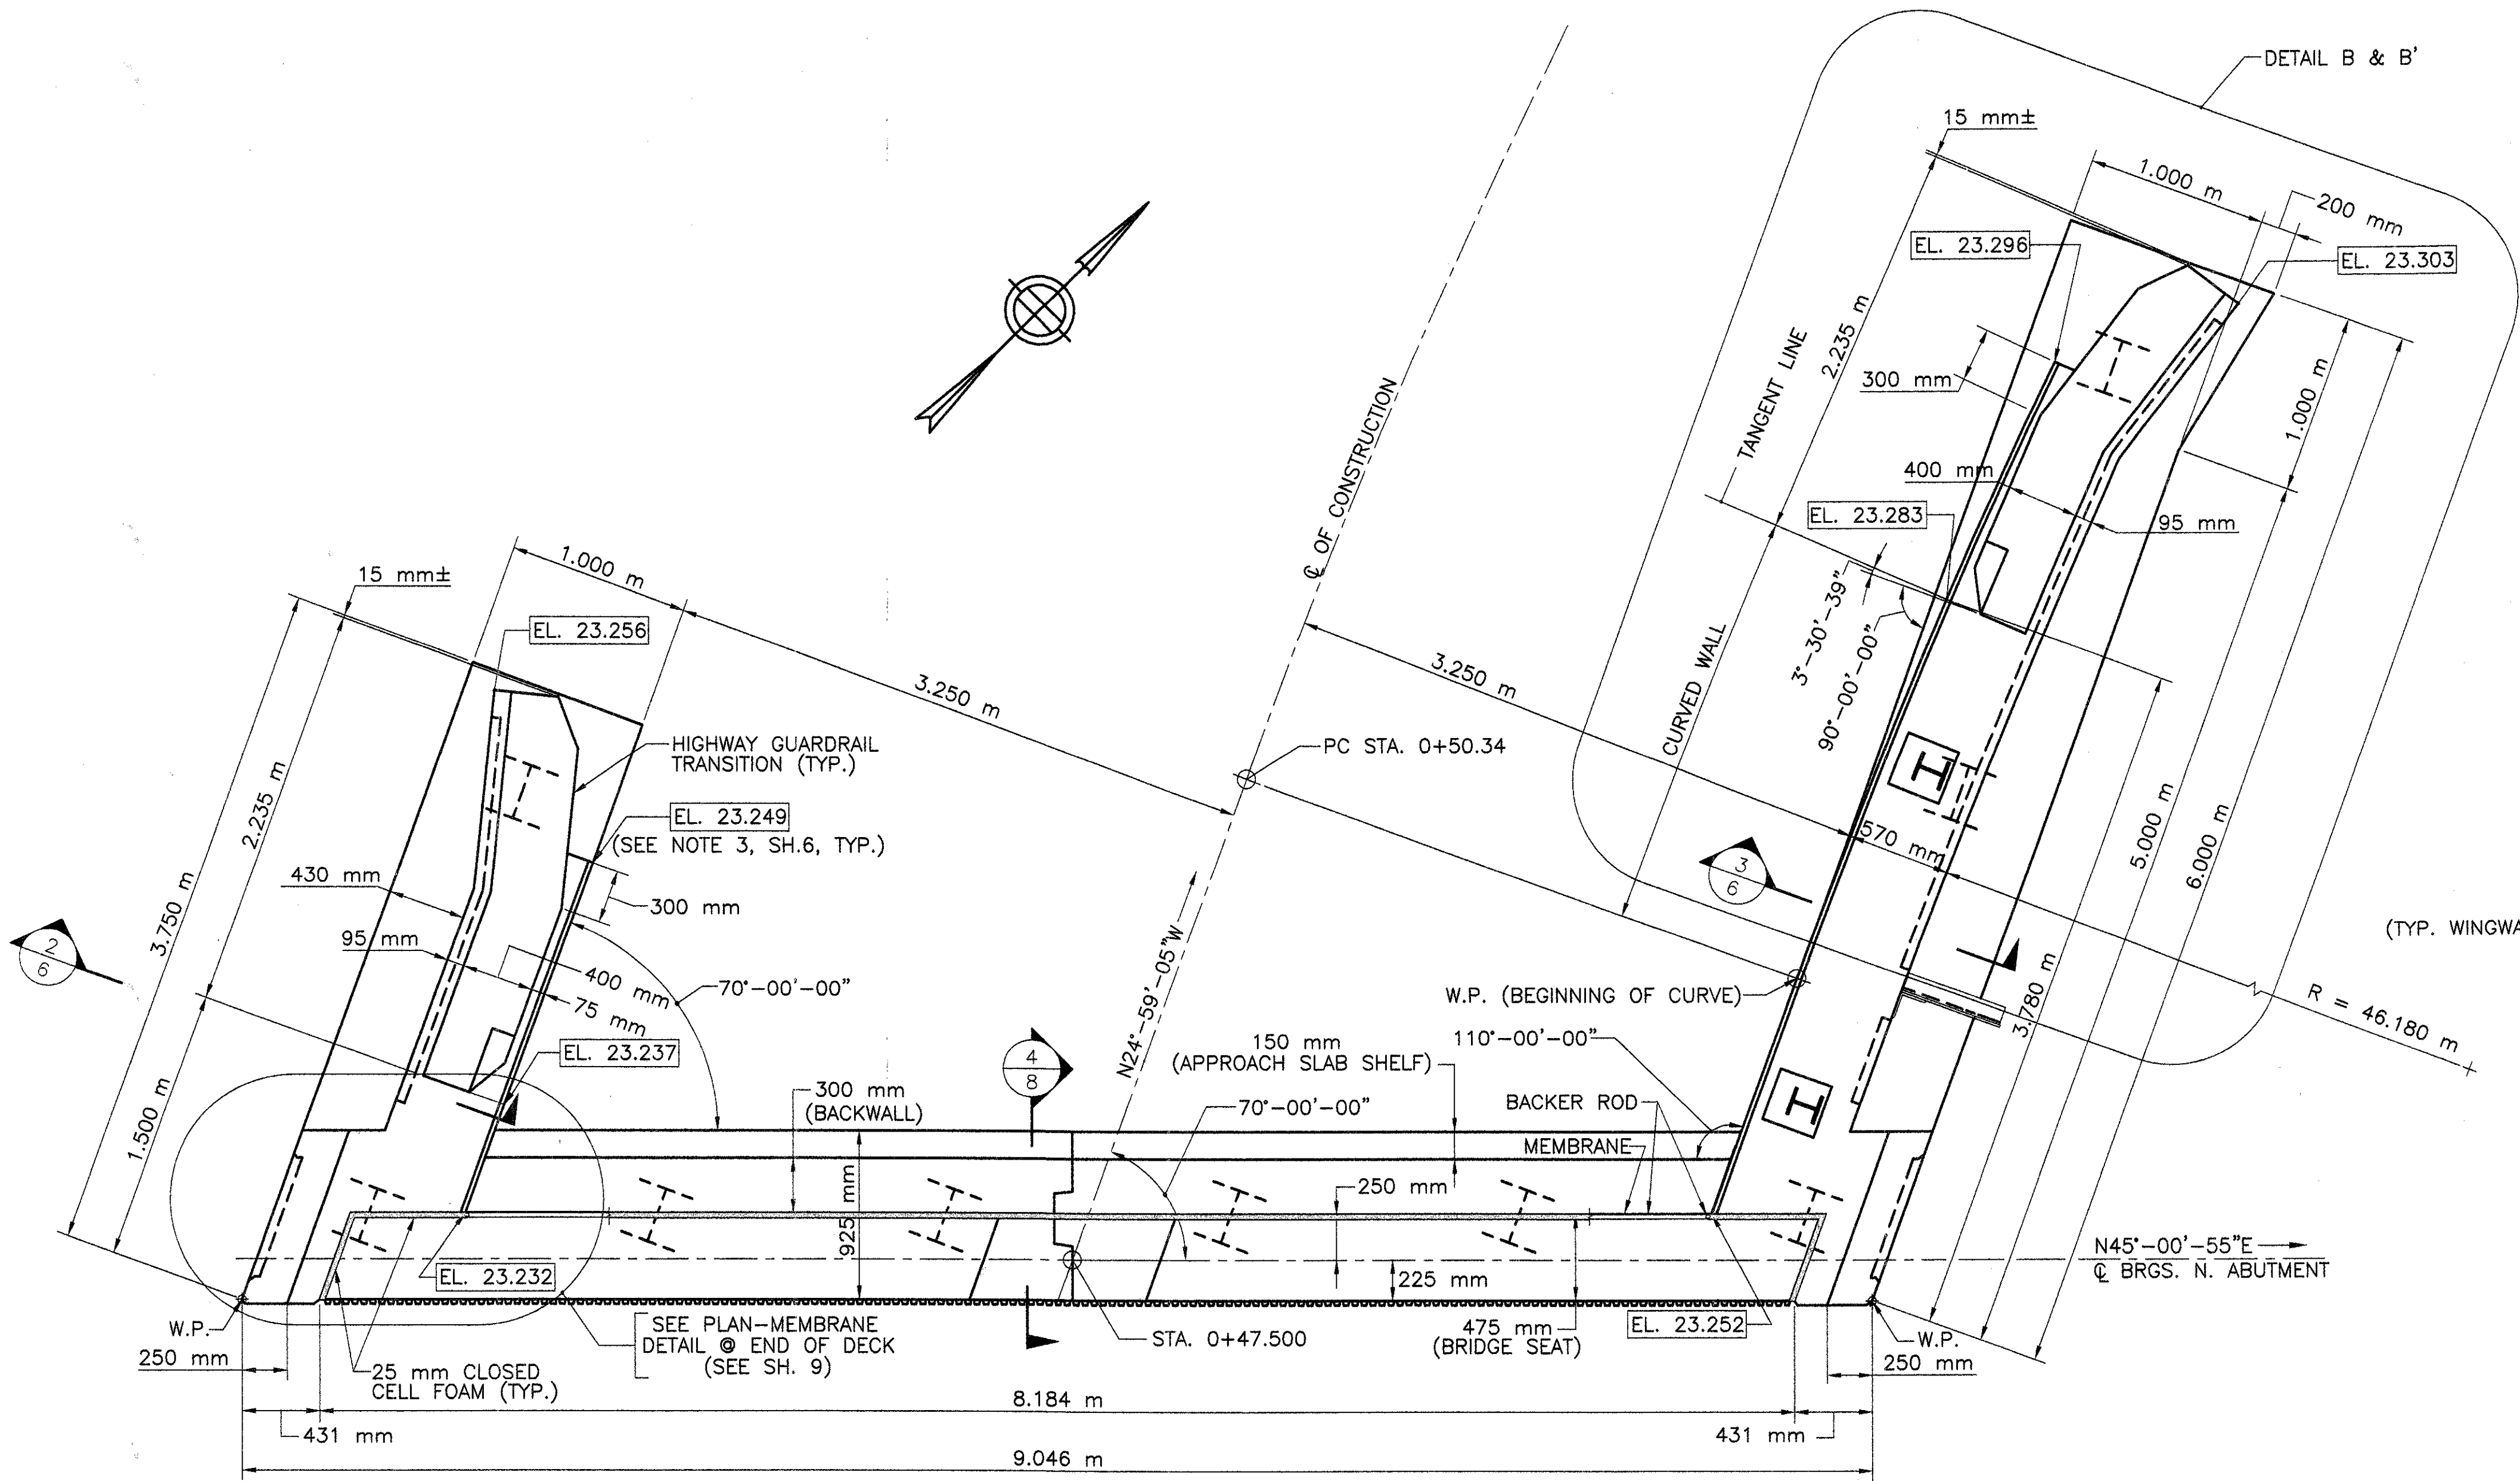 DETAIL B & B'
15 mm±
1.000 m
200 mm
EL. 23.296
EL. 23.303
2.235 m
TANGENT LINE
300 mm
1.000 m
℄ OF CONSTRUCTION
400 mm
95 mm
EL. 23.283
15 mm±
1.000 m
3°-30'-39"
90°-00'-00"
EL. 23.256
CURVED WALL
3.250 m
3.250 m
HIGHWAY GUARDRAIL
TRANSITION (TYP.)
PC STA. 0+50.34
2.235 m
EL. 23.249
(SEE NOTE 3, SH.6, TYP.)
5.000 m
6.000 m
570 mm
3
6
430 mm
300 mm
3.750 m
2
6
95 mm
400 mm
75 mm
70°-00'-00"
N24°-59'-05"W
(TYP. WINGWA
W.P. (BEGINNING OF CURVE)
3.780 m
R = 46.180 m
EL. 23.237
4
8
150 mm
(APPROACH SLAB SHELF)
110°-00'-00"
1.500 m
300 mm
(BACKWALL)
70°-00'-00"
BACKER ROD
MEMBRANE
925 mm
250 mm
N45°-00'-55"E
℄ BRGS. N. ABUTMENT
EL. 23.232
225 mm
W.P.
SEE PLAN-MEMBRANE
DETAIL @ END OF DECK
(SEE SH. 9)
STA. 0+47.500
475 mm
(BRIDGE SEAT)
EL. 23.252
W.P.
250 mm
25 mm CLOSED
CELL FOAM (TYP.)
250 mm
8.184 m
431 mm
431 mm
9.046 m